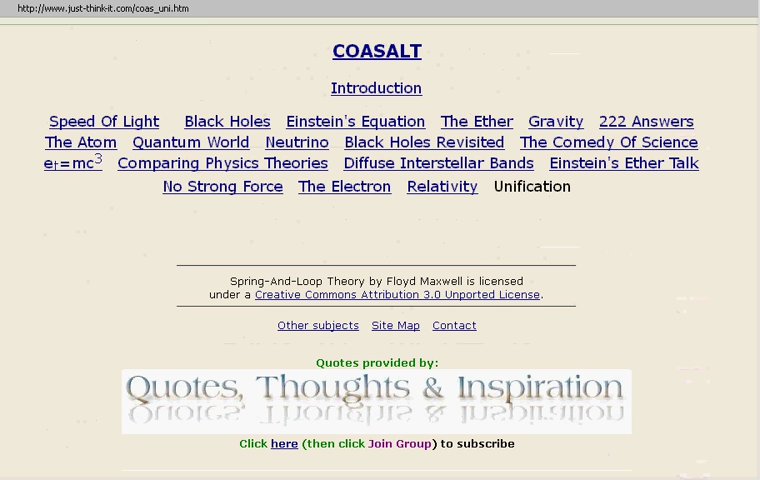 http://www.just-think-it.com/coas_uni.htm
COASALT
Introduction
Speed Of Light Black Holes Einstein's Equation The Ether Gravity 222 Answers
The Atom Quantum World Neutrino Black Holes Revisited The Comedy Of Science
e†=mc3 Comparing Physics Theories Diffuse Interstellar Bands Einstein's Ether Talk
No Strong Force The Electron Relativity Unification
Spring-And-Loop Theory by Floyd Maxwell is licensed
under a Creative Commons Attribution 3.0 Unported License.
Other subjects Site Map Contact
Quotes provided by:
Quotes, Thoughts & Inspiration
Click here (then click Join Group) to subscribe